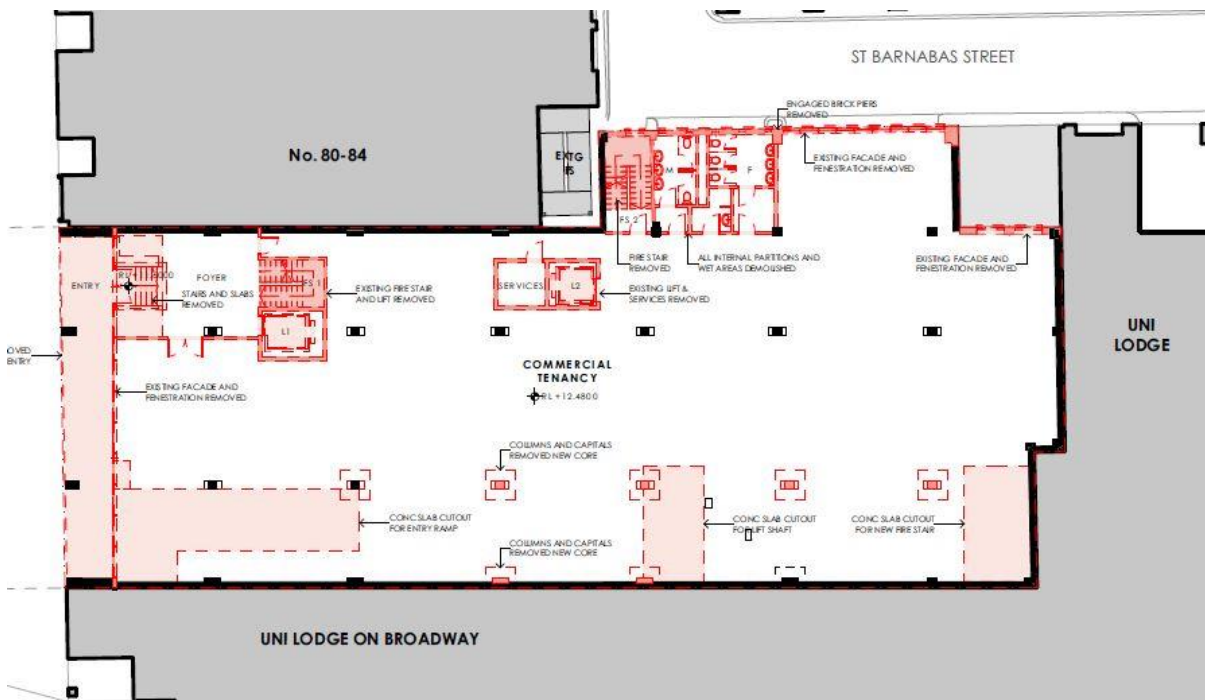 ST BARNABAS STREET
ENGAGED BRICK PIERS
REMOVED
No. 80-84
EXTG
FS
EXISTING FACADE AND
FENESTRATION REMOVED
M
F
FS 2
FIRE STAIR
REMOVED
ALL INTERNAL PARTITIONS AND
WET AREAS DEMOLISHED
EXISTING FACADE AND
FENESTRATION REMOVED
ENTRY
FOYER
STAIRS AND SLABS
REMOVED
FS 1
EXISTING FIRE STAIR
AND LIFT REMOVED
SERVICES
L2
EXISTING LIFT &
SERVICES REMOVED
L1
UNI
LODGE
OVED
ENTRY
COMMERCIAL
TENANCY
RL +12.4800
EXISTING FACADE AND
FENESTRATION REMOVED
COLUMNS AND CAPITALS
REMOVED NEW CORE
CONC SLAB CUTOUT
FOR ENTRY RAMP
CONC SLAB CUTOUT
FOR LIFT SHAFT
CONC SLAB CUTOUT
FOR NEW FIRE STAIR
COLUMNS AND CAPITALS
REMOVED NEW CORE
UNI LODGE ON BROADWAY